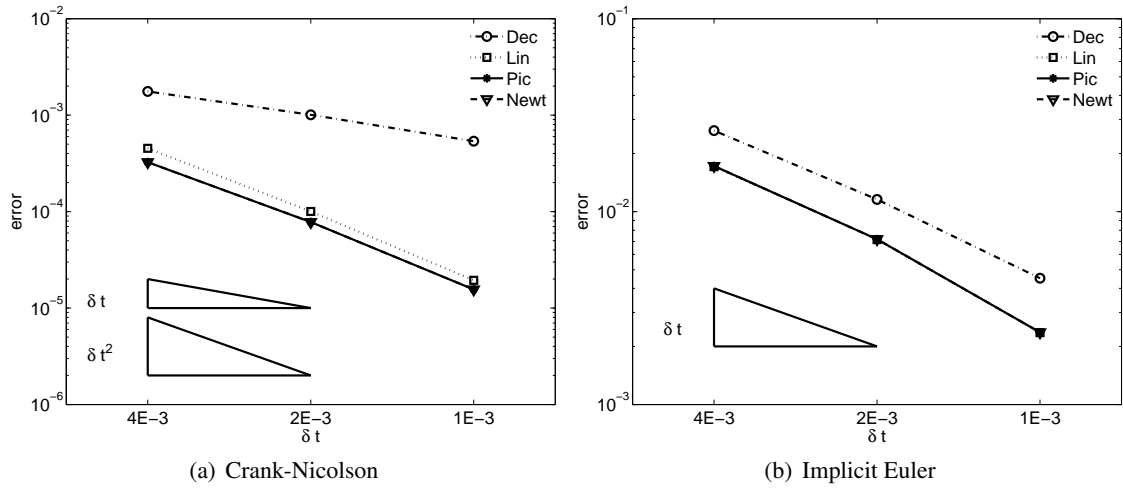 10⁻²
10⁻³
10⁻⁴
10⁻⁵
10⁻⁶
error
Dec
Lin
Pic
Newt
δ t
δ t²
4E−3
2E−3
1E−3
δ t
(a) Crank-Nicolson
10⁻¹
10⁻²
10⁻³
error
Dec
Lin
Pic
Newt
δ t
4E−3
2E−3
1E−3
δ t
(b) Implicit Euler